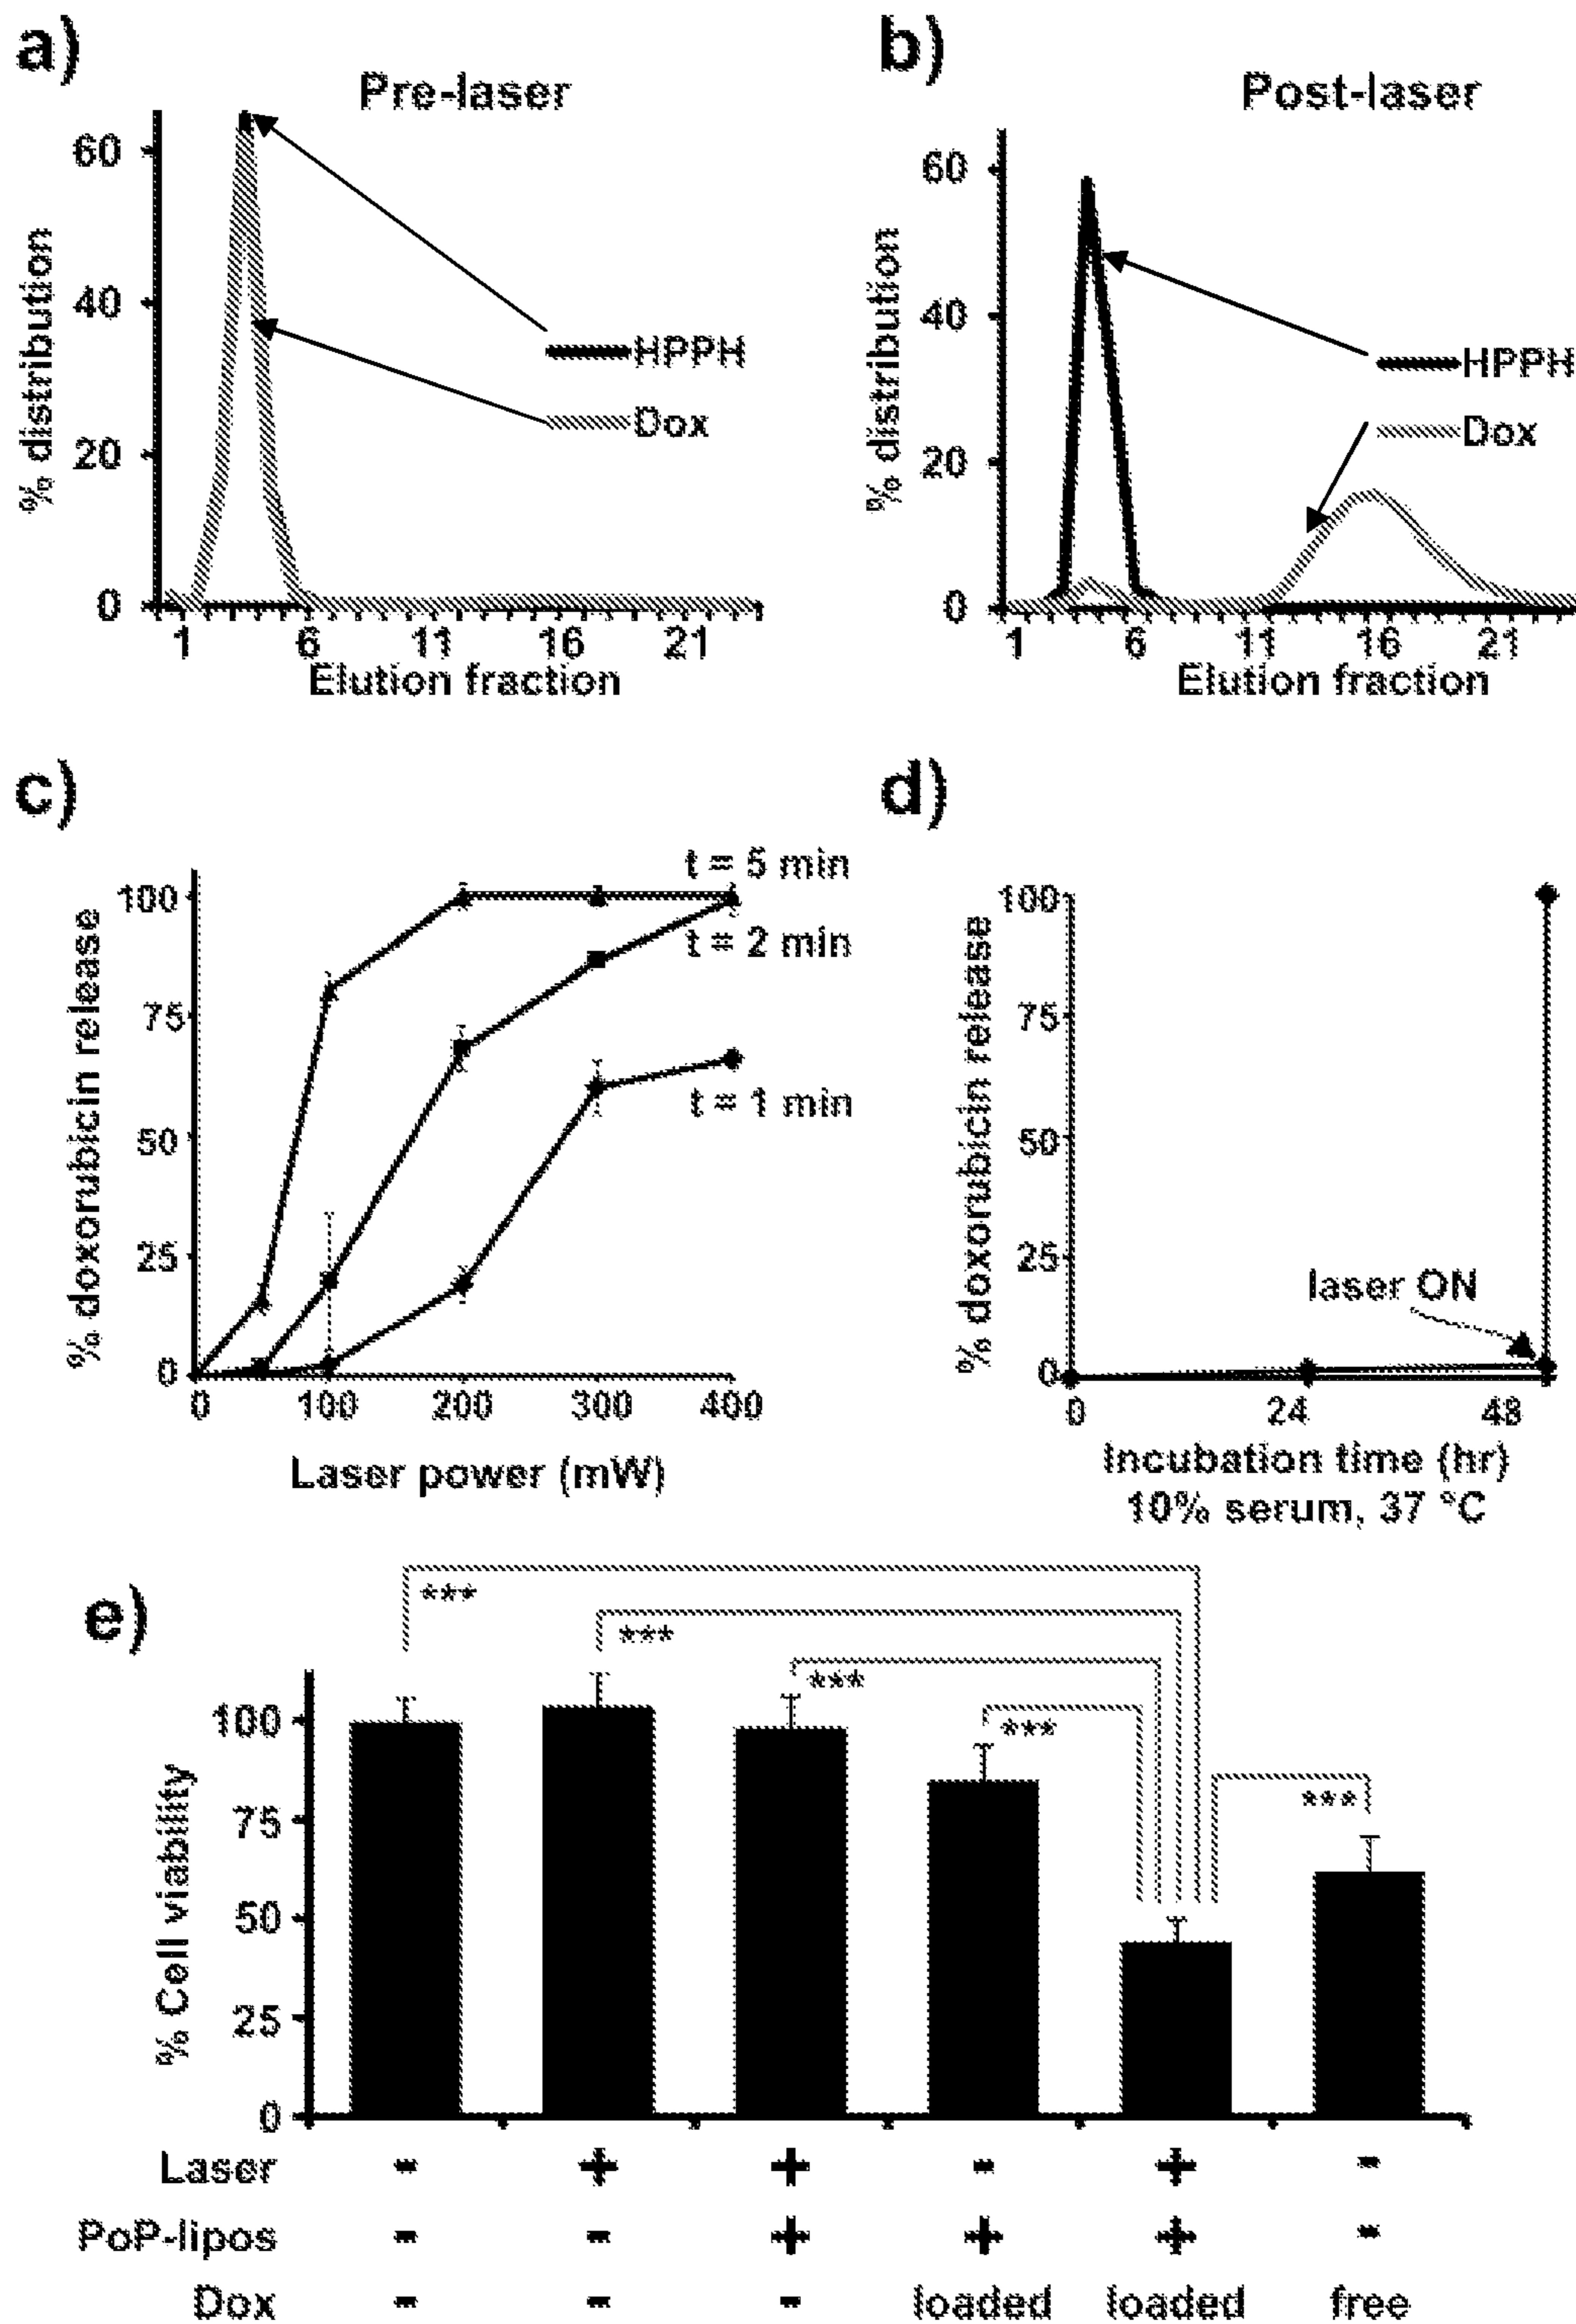 a)
Pre-laser
% distribution
60
40
20
0
HPPH
Dox
1 6 11 16 21
Elution fraction
b)
Post-laser
% distribution
60
40
20
0
HPPH
Dox
1 6 11 16 21
Elution fraction
c)
% doxorubicin release
100
75
50
25
0
t = 5 min
t = 2 min
t = 1 min
0 100 200 300 400
Laser power (mW)
d)
% doxorubicin release
100
75
50
25
0
laser ON
0 24 48
Incubation time (hr)
10% serum, 37 °C
e)
***
***
***
***
***
% Cell viability
100
75
50
25
0
Laser - + + - + -
PoP-lipos - - + + + -
Dox - - - loaded loaded free